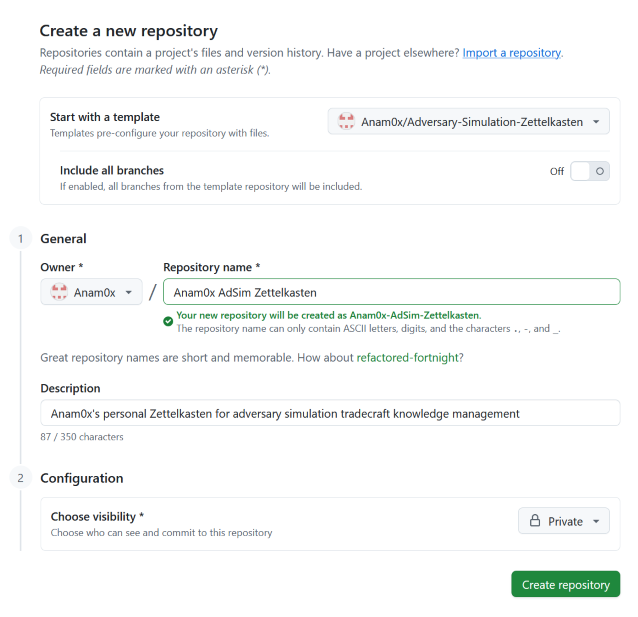 Create a new repository
Repositories contain a project's files and version history. Have a project elsewhere? Import a repository.
Required fields are marked with an asterisk (*).
Start with a template
Templates pre-configure your repository with files.
Anam0x/Adversary-Simulation-Zettelkasten
Include all branches
If enabled, all branches from the template repository will be included.
Off
1
General
Owner *
Repository name *
Anam0x
/
Anam0x AdSim Zettelkasten
Your new repository will be created as Anam0x-AdSim-Zettelkasten.
The repository name can only contain ASCII letters, digits, and the characters ., -, and _.
Great repository names are short and memorable. How about refactored-fortnight?
Description
Anam0x's personal Zettelkasten for adversary simulation tradecraft knowledge management
87 / 350 characters
2
Configuration
Choose visibility *
Choose who can see and commit to this repository
Private
Create repository